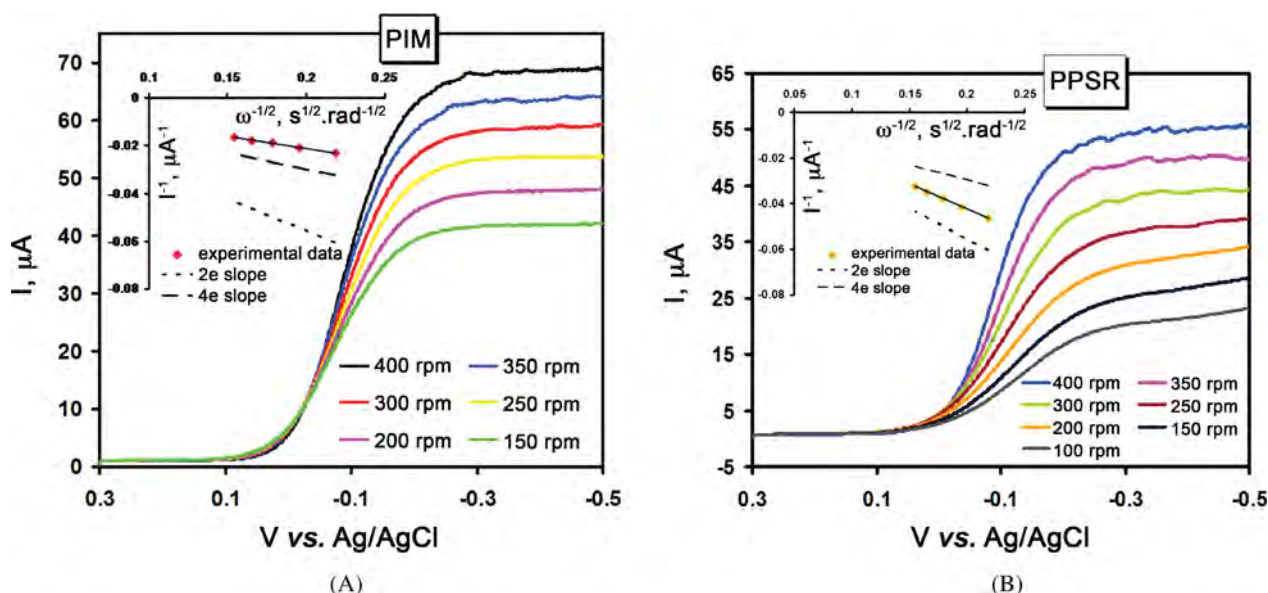 PIM
0.1 0.15 0.2 0.25
ω-1/2, s1/2.rad-1/2
I-1, μA-1
0
-0.02
-0.04
-0.06
-0.08
experimental data
2e slope
4e slope
70
60
50
40
30
20
10
0
I, μA
400 rpm 350 rpm
300 rpm 250 rpm
200 rpm 150 rpm
0.3 0.1 -0.1 -0.3 -0.5
V vs. Ag/AgCl
(A)
PPSR
0.05 0.1 0.15 0.2 0.25
ω-1/2, s1/2.rad-1/2
I-1, μA-1
0
-0.02
-0.04
-0.06
-0.08
experimental data
2e slope
4e slope
65
55
45
35
25
15
5
-5
I, μA
400 rpm 350 rpm
300 rpm 250 rpm
200 rpm 150 rpm
100 rpm
0.3 0.1 -0.1 -0.3 -0.5
V vs. Ag/AgCl
(B)